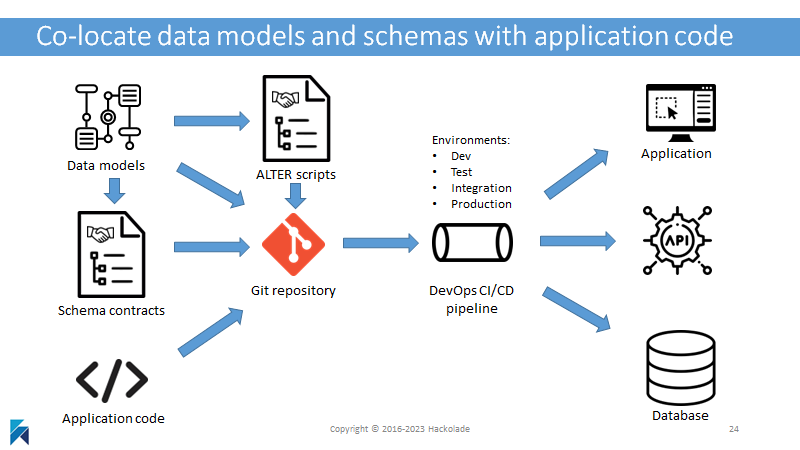 Co-locate data models and schemas with application code
Data models
ALTER scripts
Environments:
• Dev
• Test
• Integration
• Production
Application
Schema contracts
Git repository
DevOps CI/CD
pipeline
API
Application code
Database
Copyright © 2016-2023 Hackolade
24